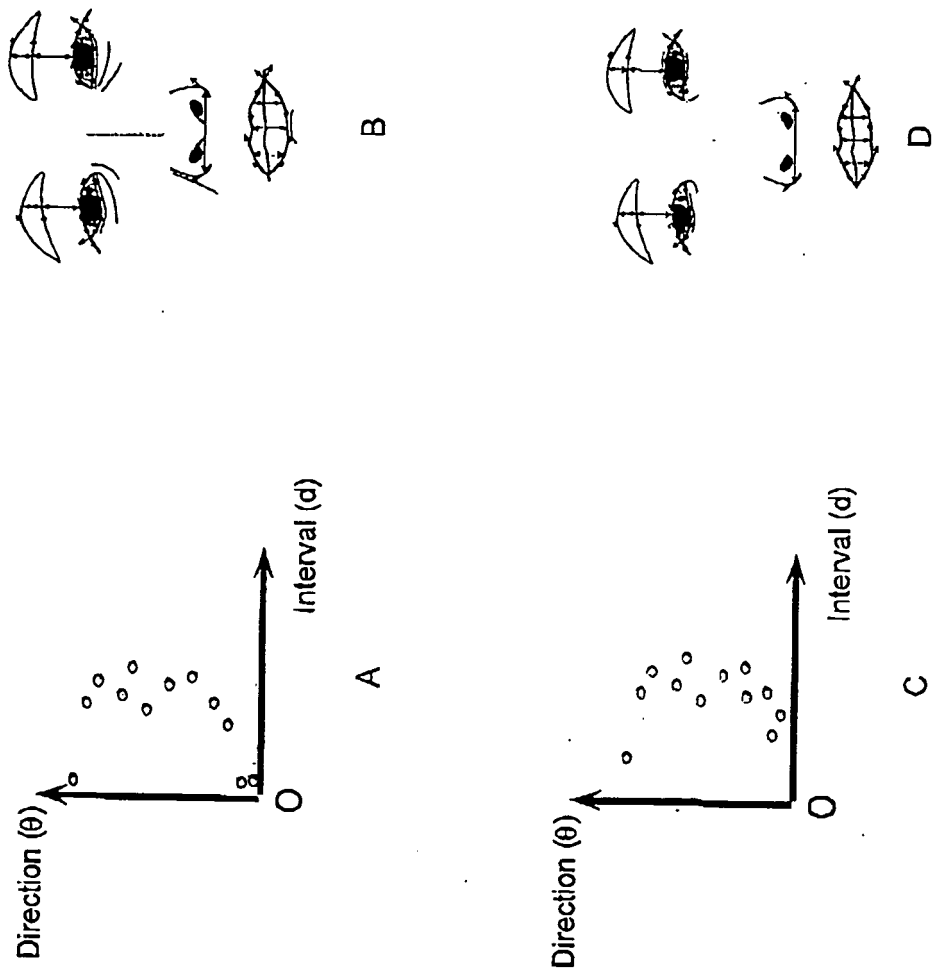 Direction (θ)
O
Interval (d)
A
B
Direction (θ)
O
Interval (d)
C
D